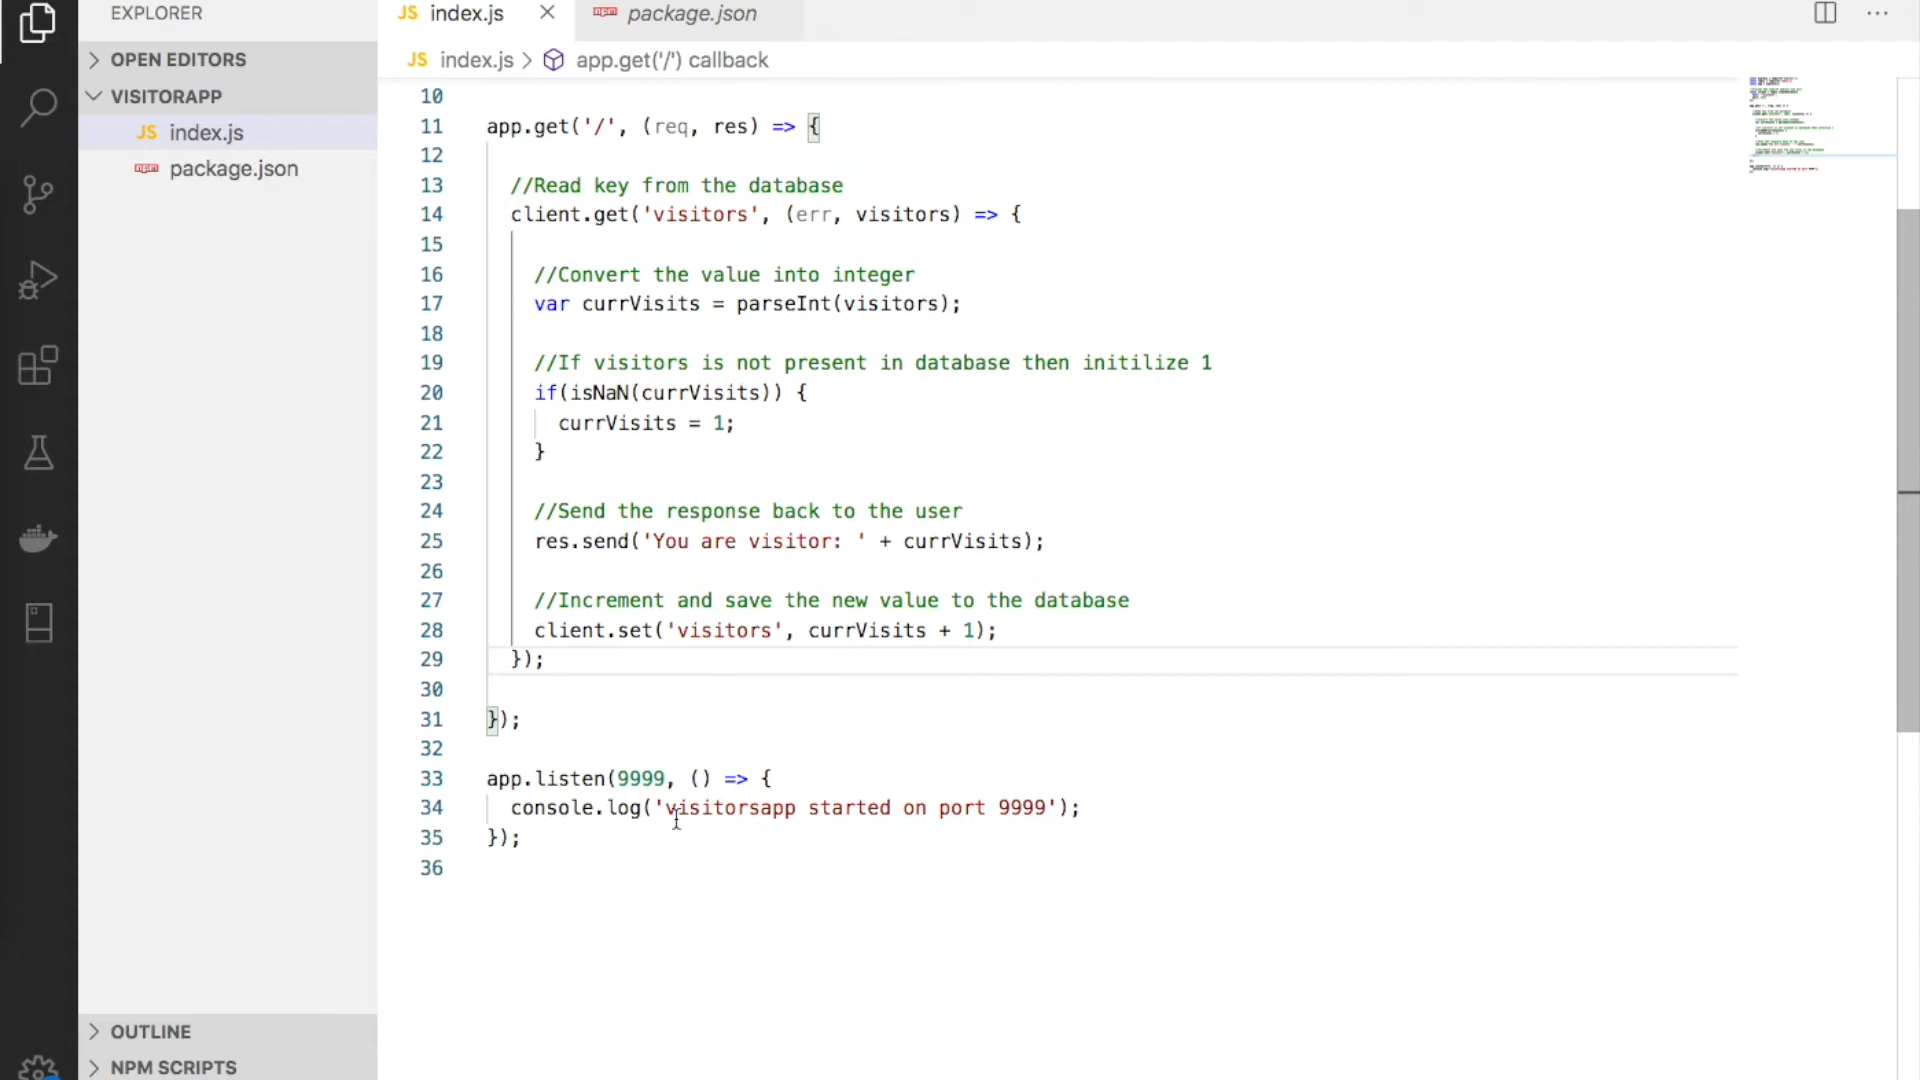 EXPLORER
OPEN EDITORS
VISITORAPP
JS index.js
npm package.json
OUTLINE
NPM SCRIPTS
JS index.js
npm package.json
JS index.js > app.get('/') callback
10
11 app.get('/', (req, res) => {
12
13 //Read key from the database
14 client.get('visitors', (err, visitors) => {
15
16 //Convert the value into integer
17 var currVisits = parseInt(visitors);
18
19 //If visitors is not present in database then initilize 1
20 if(isNaN(currVisits)) {
21 currVisits = 1;
22 }
23
24 //Send the response back to the user
25 res.send('You are visitor: ' + currVisits);
26
27 //Increment and save the new value to the database
28 client.set('visitors', currVisits + 1);
29 });
30
31 });
32
33 app.listen(9999, () => {
34 console.log('visitorsapp started on port 9999');
35 });
36